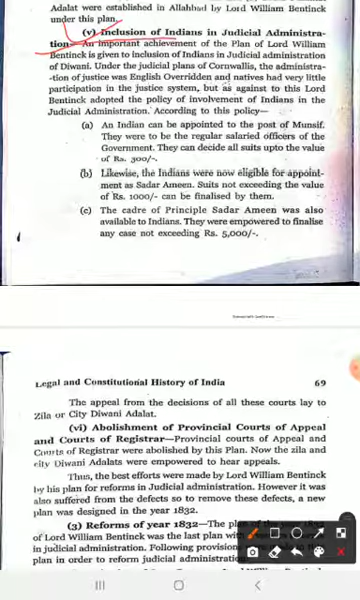 Adalat were established in Allahbad by Lord William Bentinck
under this plan.
(v) Inclusion of Indians in Judicial Administra-
tion—An important achievement of the Plan of Lord William
Bentinck is given to inclusion of Indians in Judicial administration
of Diwani. Under the judicial plans of Cornwallis, the administra-
-tion of justice was English Overridden and natives had very little
participation in the justice system, but as against to this Lord
Bentinck adopted the policy of involvement of Indians in the
Judicial Administration. According to this policy—
(a) An Indian can be appointed to the post of Munsif.
They were to be the regular salaried officers of the
Government. They can decide all suits upto the value
of Rs. 300/-.
(b) Likewise, the Indians were now eligible for appoint-
ment as Sadar Ameen. Suits not exceeding the value
of Rs. 1000/- can be finalised by them.
(c) The cadre of Principle Sadar Ameen was also
available to Indians. They were empowered to finalise
any case not exceeding Rs. 5,000/-.
Legal and Constitutional History of India 69
The appeal from the decisions of all these courts lay to
Zila or City Diwani Adalat.
(vi) Abolishment of Provincial Courts of Appeal
and Courts of Registrar—Provincial courts of Appeal and
Courts of Registrar were abolished by this Plan. Now the zila and
city Diwani Adalats were empowered to hear appeals.
Thus, the best efforts were made by Lord William Bentinck
by his plan for reforms in Judicial administration. However it was
also suffered from the defects so to remove these defects, a new
plan was designed in the year 1832.
(3) Reforms of year 1832—The plan of the year
of Lord William Bentinck was the last plan with
in judicial administration. Following provisions
plan in order to reform judicial administration